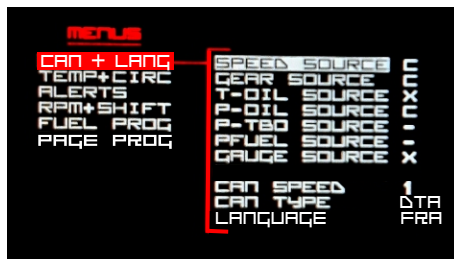 MENUS
CAN + LANG
TEMP+CIRC
ALERTS
RPM+SHIFT
FUEL PROG
PAGE PROG
SPEED SOURCE C
GEAR SOURCE C
T-OIL SOURCE X
P-OIL SOURCE C
P-TBO SOURCE -
PFUEL SOURCE -
GAUGE SOURCE X
CAN SPEED 1
CAN TYPE DTA
LANGUAGE FRA